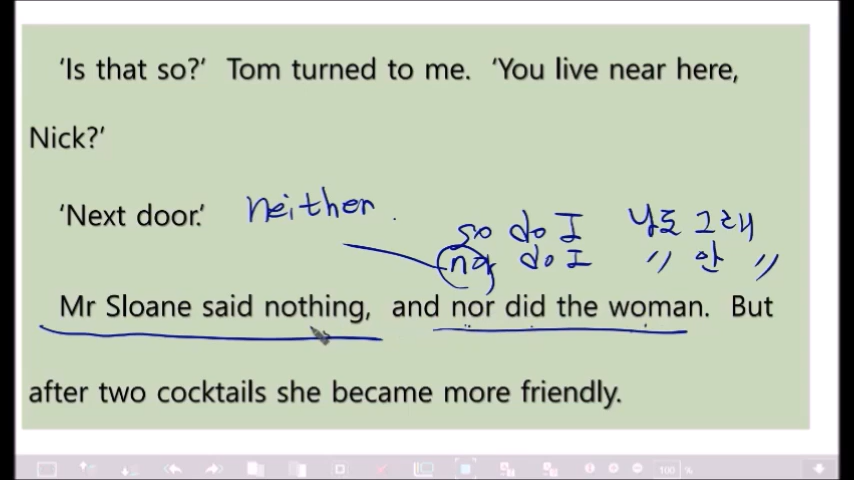 ‘Is that so?’ Tom turned to me. ‘You live near here,
Nick?’
‘Next door.’ neither.
so do I 나도 그래
nor do I 〃 안 〃
Mr Sloane said nothing, and nor did the woman. But
after two cocktails she became more friendly.
100 %